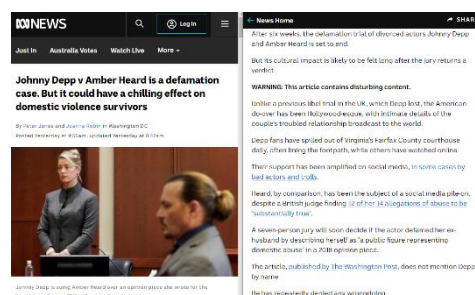 NEWS
Log In
Just In Australia Votes Watch Live More
Johnny Depp v Amber Heard is a defamation
case. But it could have a chilling effect on
domestic violence survivors
By Peter Jones and Joanna Robin in Washington DC
Posted Yesterday at 8:05am, updated Yesterday at
Johnny Depp is suing Amber Heard over an opinion piece she wrote for the
News Home
SHARE
After six weeks, the defamation trial of divorced actors Johnny Depp
and Amber Heard is set to end.
But its cultural impact is likely to be felt long after the jury returns a
verdict.
WARNING: This article contains disturbing content.
Unlike a previous libel trial in the UK, which Depp lost, the American
do-over has been Hollywood-esque, with intimate details of the
couple's troubled relationship broadcast to the world.
Depp fans have spilled out of Virginia's Fairfax County courthouse
daily, often lining the footpath, while others have watched online.
Their support has been amplified on social media, in some cases by
bad actors and trolls.
Heard, by comparison, has been the subject of a social media pile-on,
despite a British judge finding 12 of her 14 allegations of abuse to be
"substantially true".
A seven-person jury will soon decide if the actor defamed her ex-
husband by describing herself as "a public figure representing
domestic abuse" in a 2018 opinion piece.
The article, published by The Washington Post, does not mention Depp
by name.
He has repeatedly denied any wrongdoing.